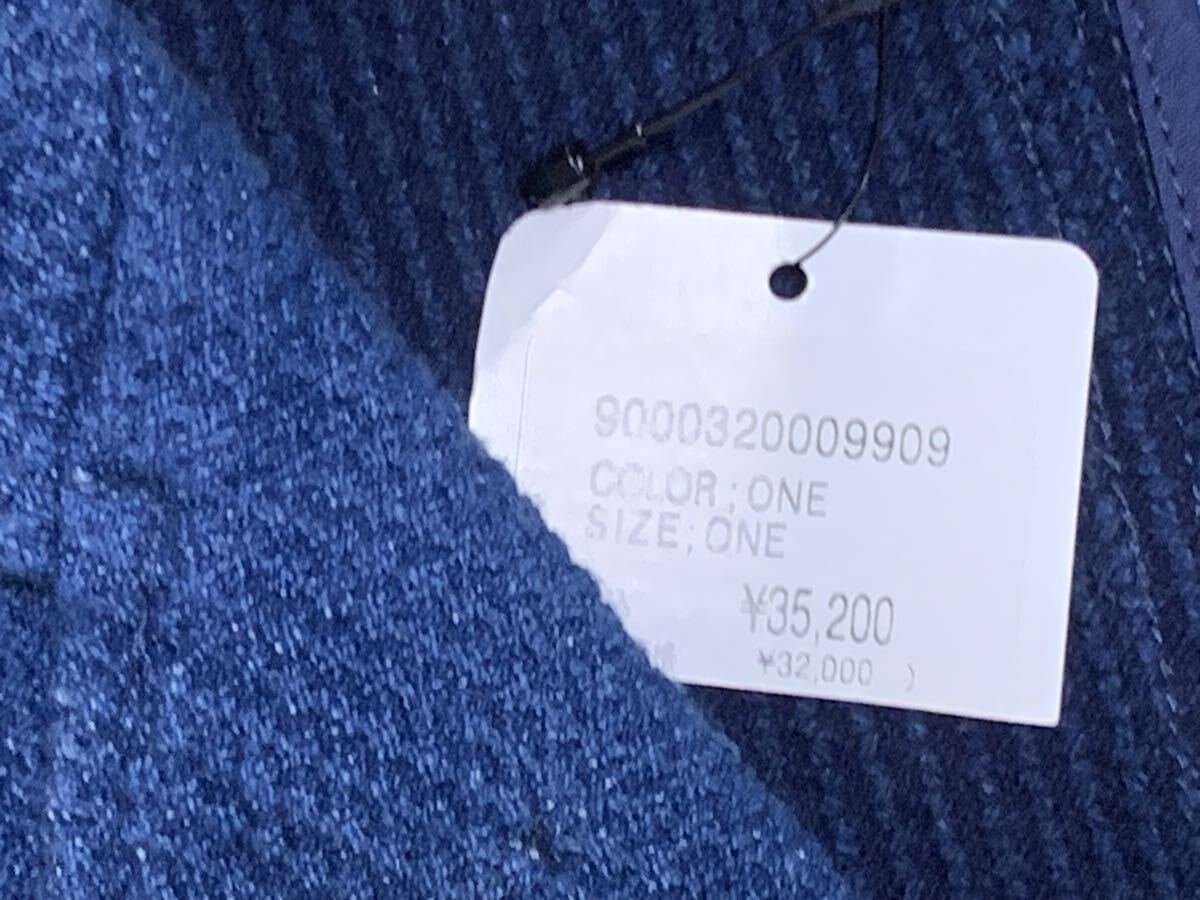 9000320009909
COLOR ; ONE
SIZE ; ONE
¥35,200
¥32,000 )